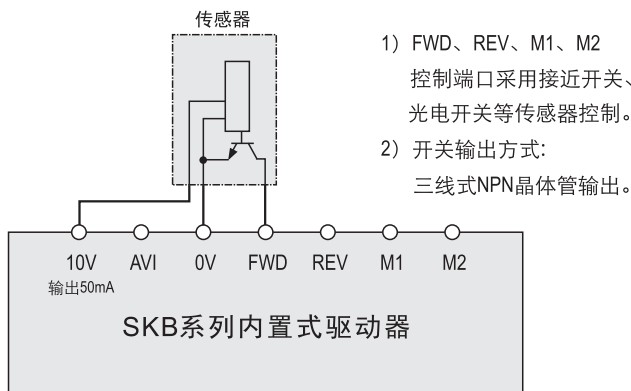 传感器
1）FWD、REV、M1、M2
控制端口采用接近开关、
光电开关等传感器控制。
2）开关输出方式:
三线式NPN晶体管输出。
10V AVI 0V FWD REV M1 M2
输出50mA
SKB系列内置式驱动器